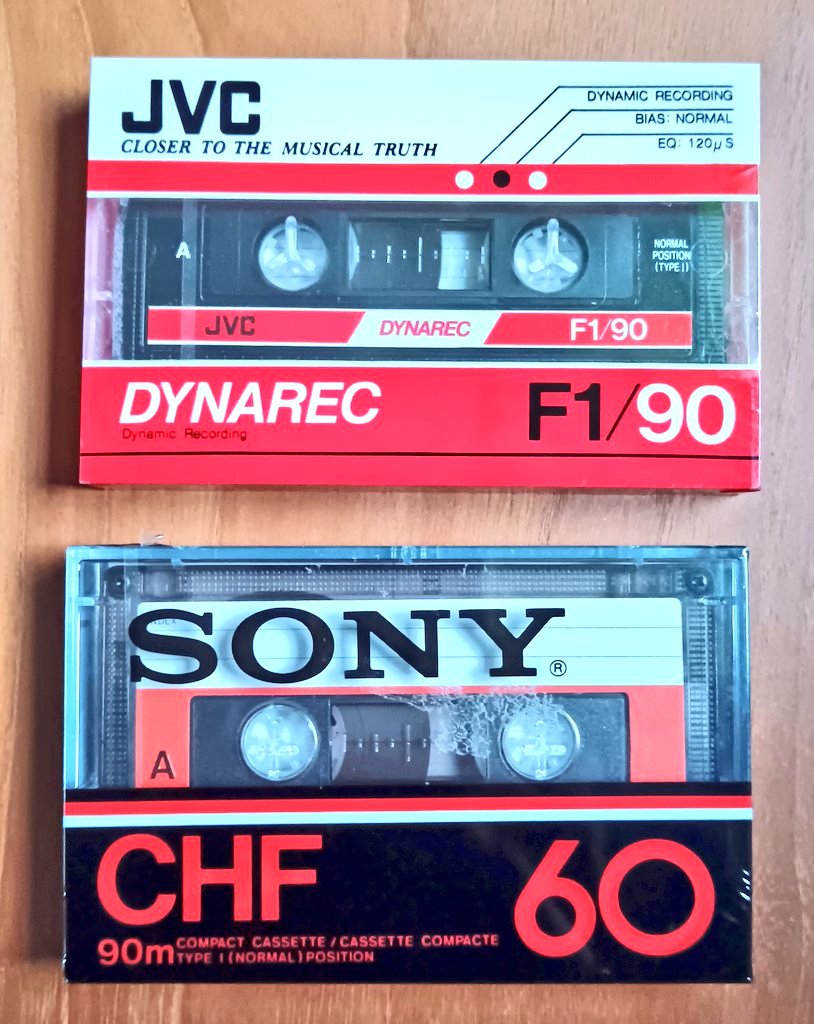 JVC
CLOSER TO THE MUSICAL TRUTH
DYNAMIC RECORDING
BIAS: NORMAL
EQ: 120µS
A
NORMAL
POSITION
(TYPE I)
JVC DYNAREC F1/90
DYNAREC F1/90
Dynamic Recording
INDEX
SONY®
A
CHF 60
90m COMPACT CASSETTE / CASSETTE COMPACTE
TYPE I (NORMAL) POSITION